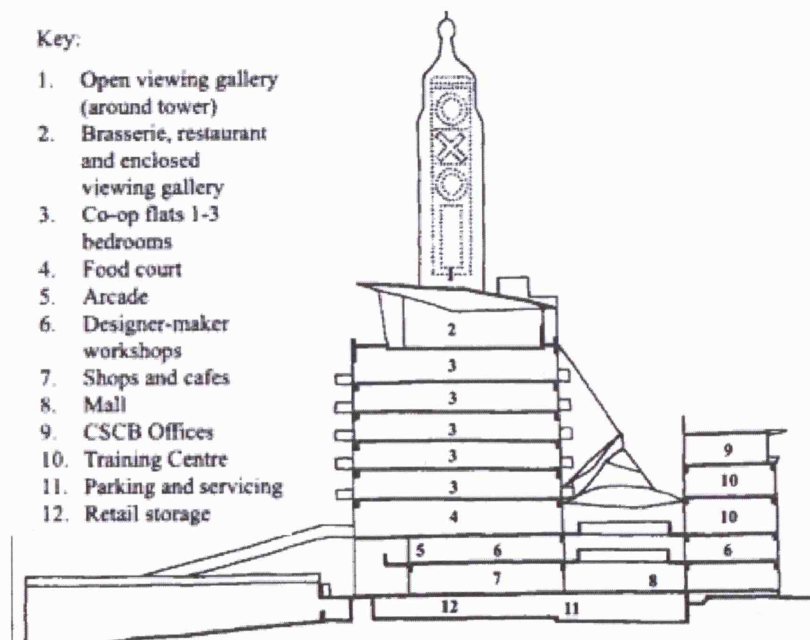 Key:
1. Open viewing gallery
(around tower)
2. Brasserie, restaurant
and enclosed
viewing gallery
3. Co-op flats 1-3
bedrooms
4. Food court
5. Arcade
6. Designer-maker
workshops
7. Shops and cafes
8. Mall
9. CSCB Offices
10. Training Centre
11. Parking and servicing
12. Retail storage
OXO
1
2
3
3
3
3
3
4
5 6
7
8
12 11
9
10
10
6